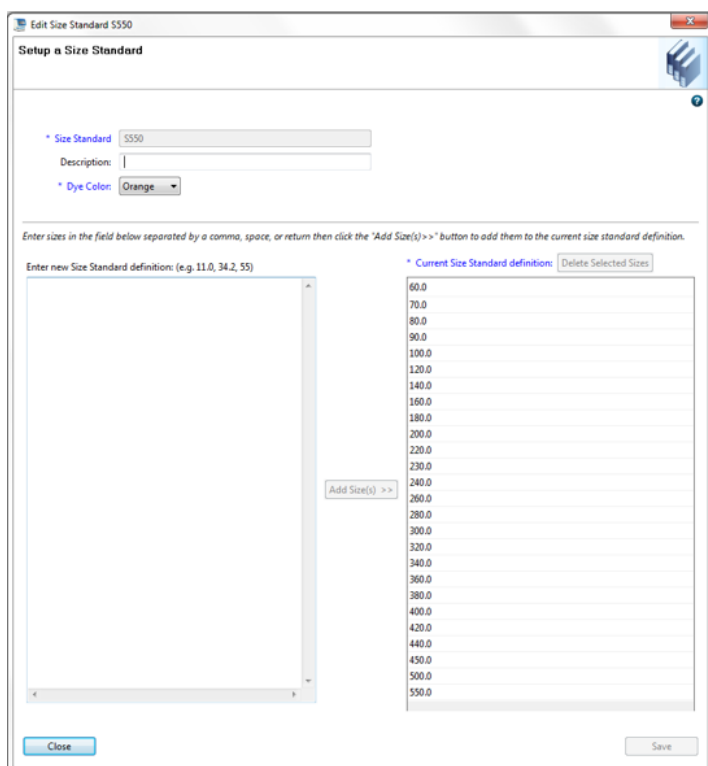 Edit Size Standard S550
Setup a Size Standard
* Size Standard S550
Description:
* Dye Color: Orange
Enter sizes in the field below separated by a comma, space, or return then click the "Add Size(s)>>" button to add them to the current size standard definition.
Enter new Size Standard definition: (e.g. 11.0, 34.2, 55)
* Current Size Standard definition: Delete Selected Sizes
60.0
70.0
80.0
90.0
100.0
120.0
140.0
160.0
180.0
200.0
220.0
230.0
240.0
Add Size(s) >>
260.0
280.0
300.0
320.0
340.0
360.0
380.0
400.0
420.0
440.0
450.0
500.0
550.0
Close
Save